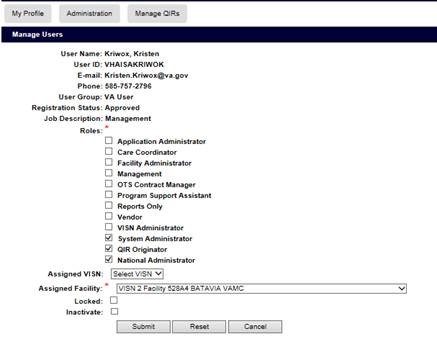 My Profile Administration Manage QIRs
Manage Users
User Name: Kriwox, Kristen
User ID: VHAISAKRIWOK
E-mail: Kristen.Kriwox@va.gov
Phone: 585-757-2796
User Group: VA User
Registration Status: Approved
Job Description: Management
Roles: *
Application Administrator
Care Coordinator
Facility Administrator
Management
OTS Contract Manager
Program Support Assistant
Reports Only
Vendor
VISN Administrator
System Administrator
QIR Originator
National Administrator
Assigned VISN: Select VISN
Assigned Facility: * VISN 2 Facility 528A4 BATAVIA VAMC
Locked:
Inactivate:
Submit Reset Cancel